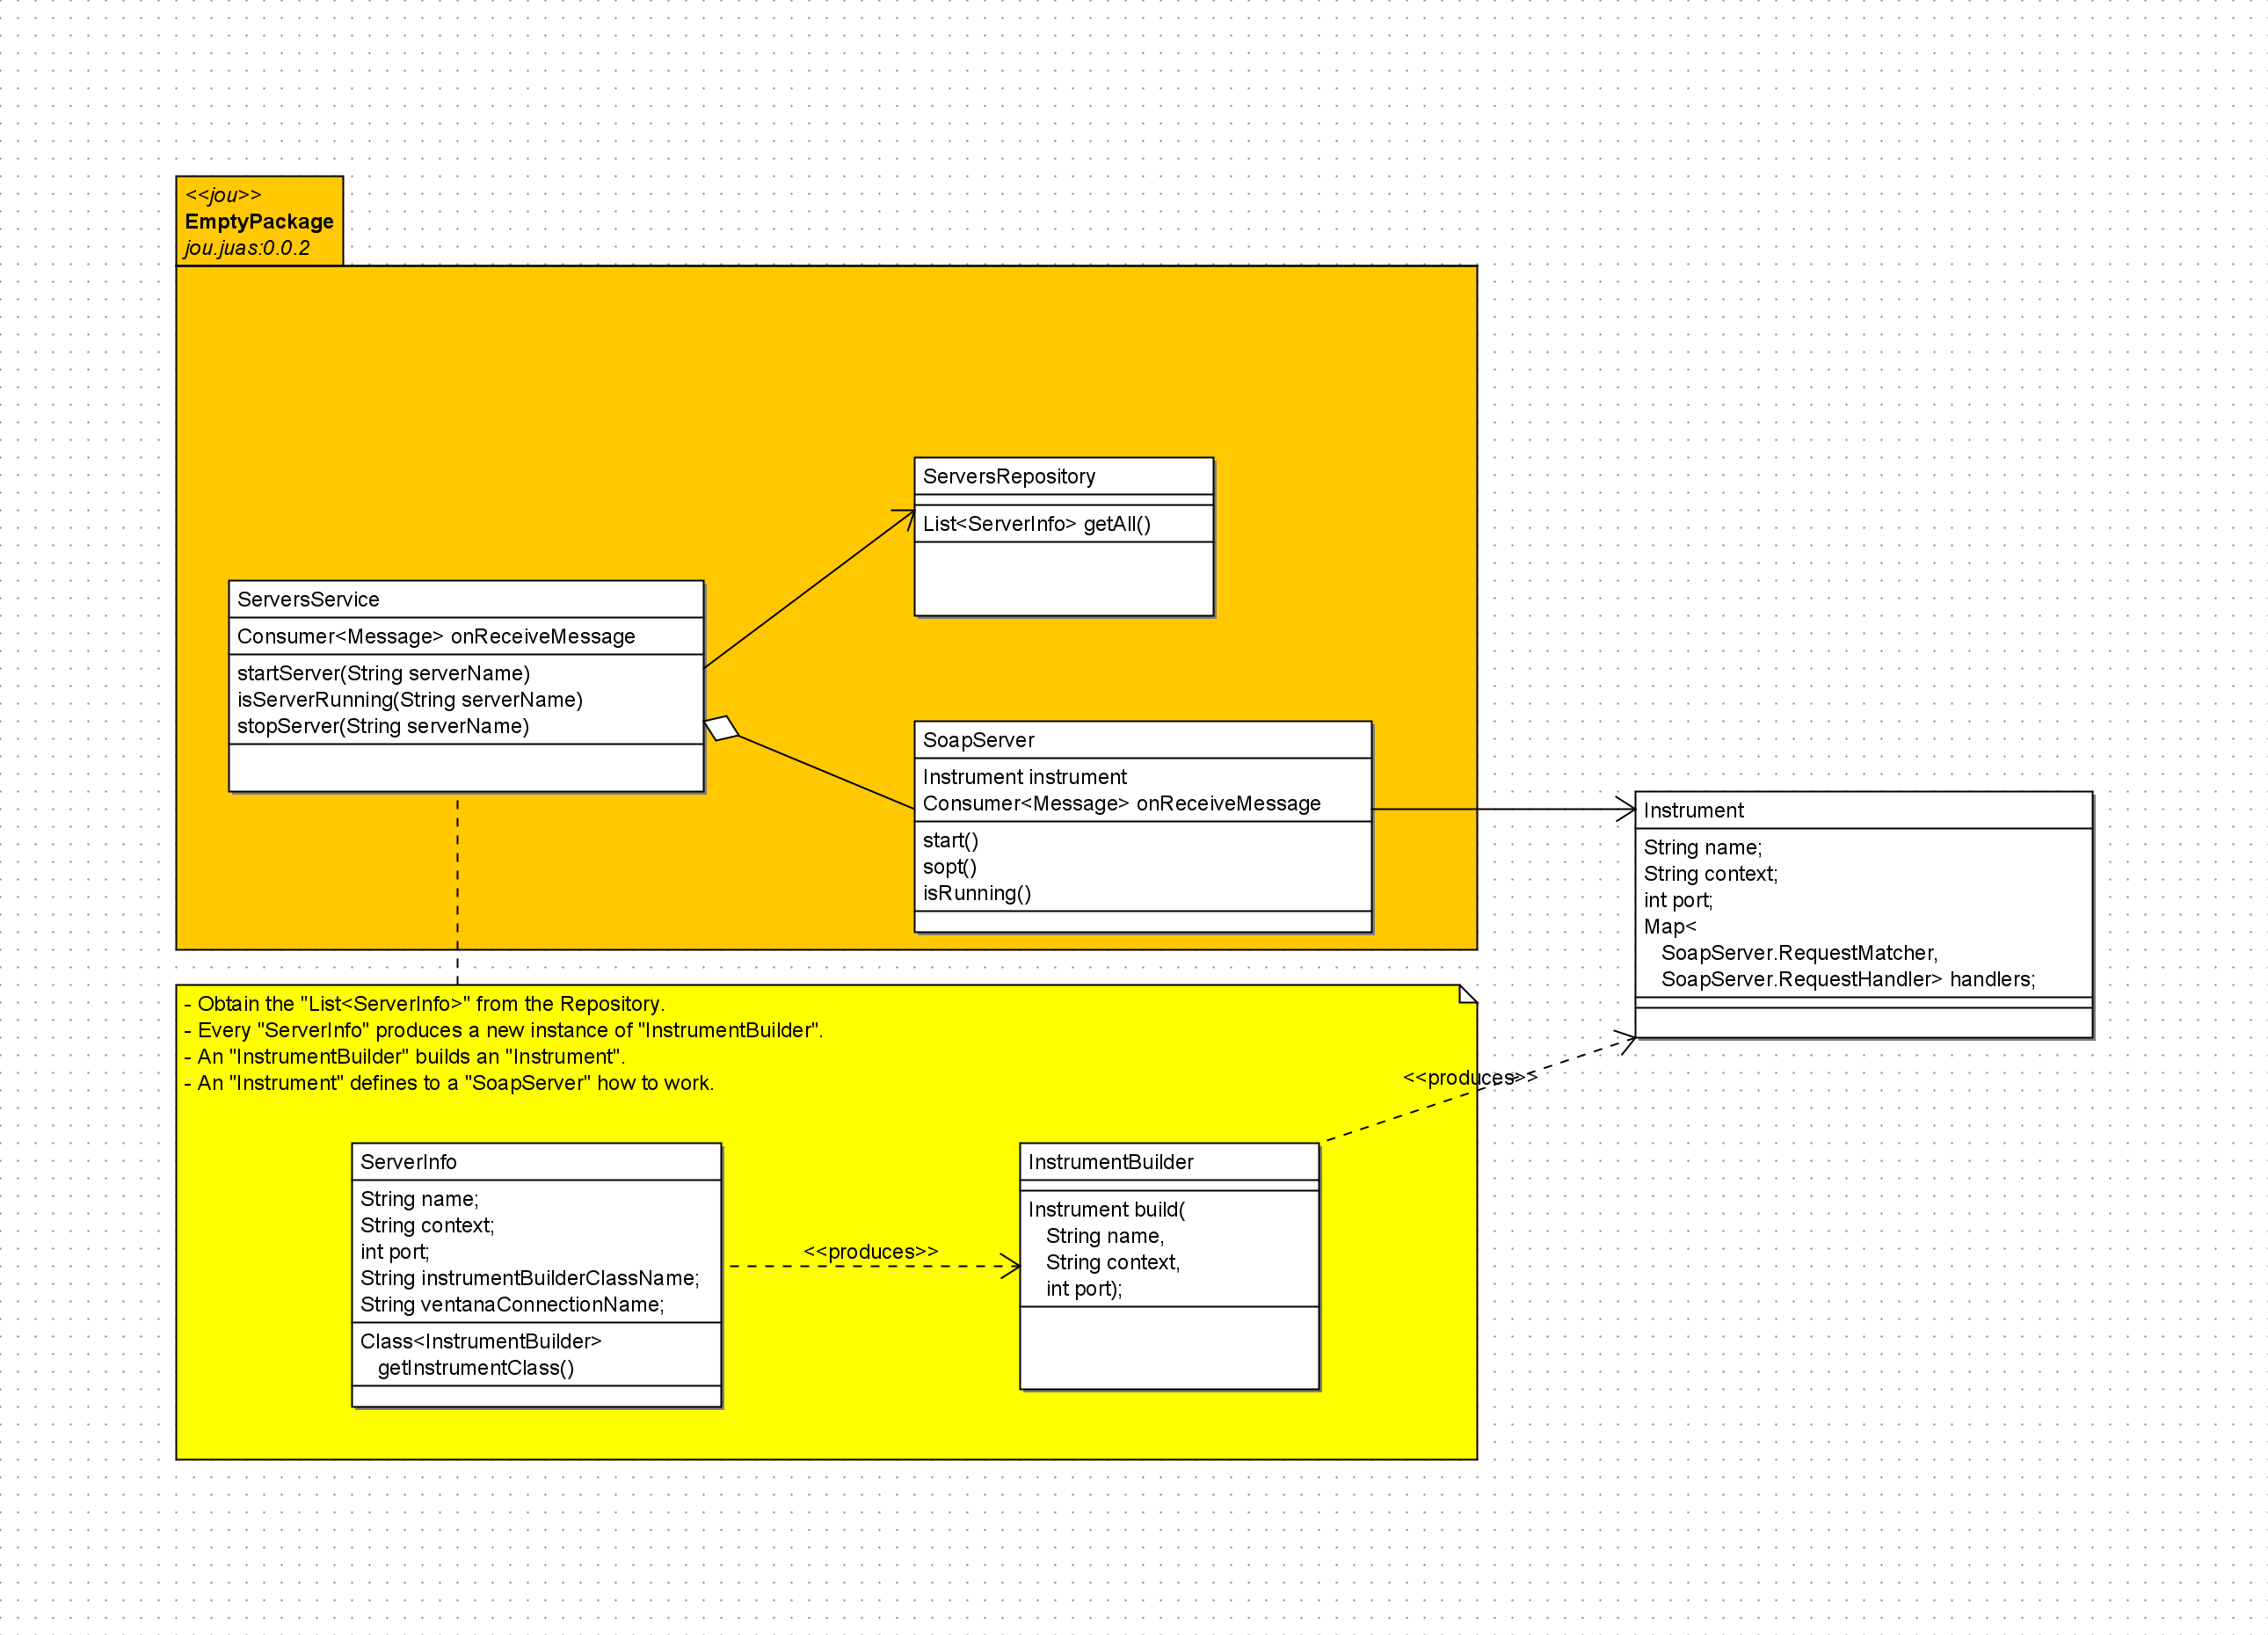 <<jou>>
EmptyPackage
jou.juas:0.0.2
ServersRepository
List<ServerInfo> getAll()
ServersService
Consumer<Message> onReceiveMessage
startServer(String serverName)
isServerRunning(String serverName)
stopServer(String serverName)
SoapServer
Instrument instrument
Consumer<Message> onReceiveMessage
start()
sopt()
isRunning()
Instrument
String name;
String context;
int port;
Map<
SoapServer.RequestMatcher,
SoapServer.RequestHandler> handlers;
- Obtain the "List<ServerInfo>" from the Repository.
- Every "ServerInfo" produces a new instance of "InstrumentBuilder".
- An "InstrumentBuilder" builds an "Instrument".
- An "Instrument" defines to a "SoapServer" how to work.
<<produces>>
ServerInfo
String name;
String context;
int port;
String instrumentBuilderClassName;
String ventanaConnectionName;
Class<InstrumentBuilder>
getInstrumentClass()
<<produces>>
InstrumentBuilder
Instrument build(
String name,
String context,
int port);